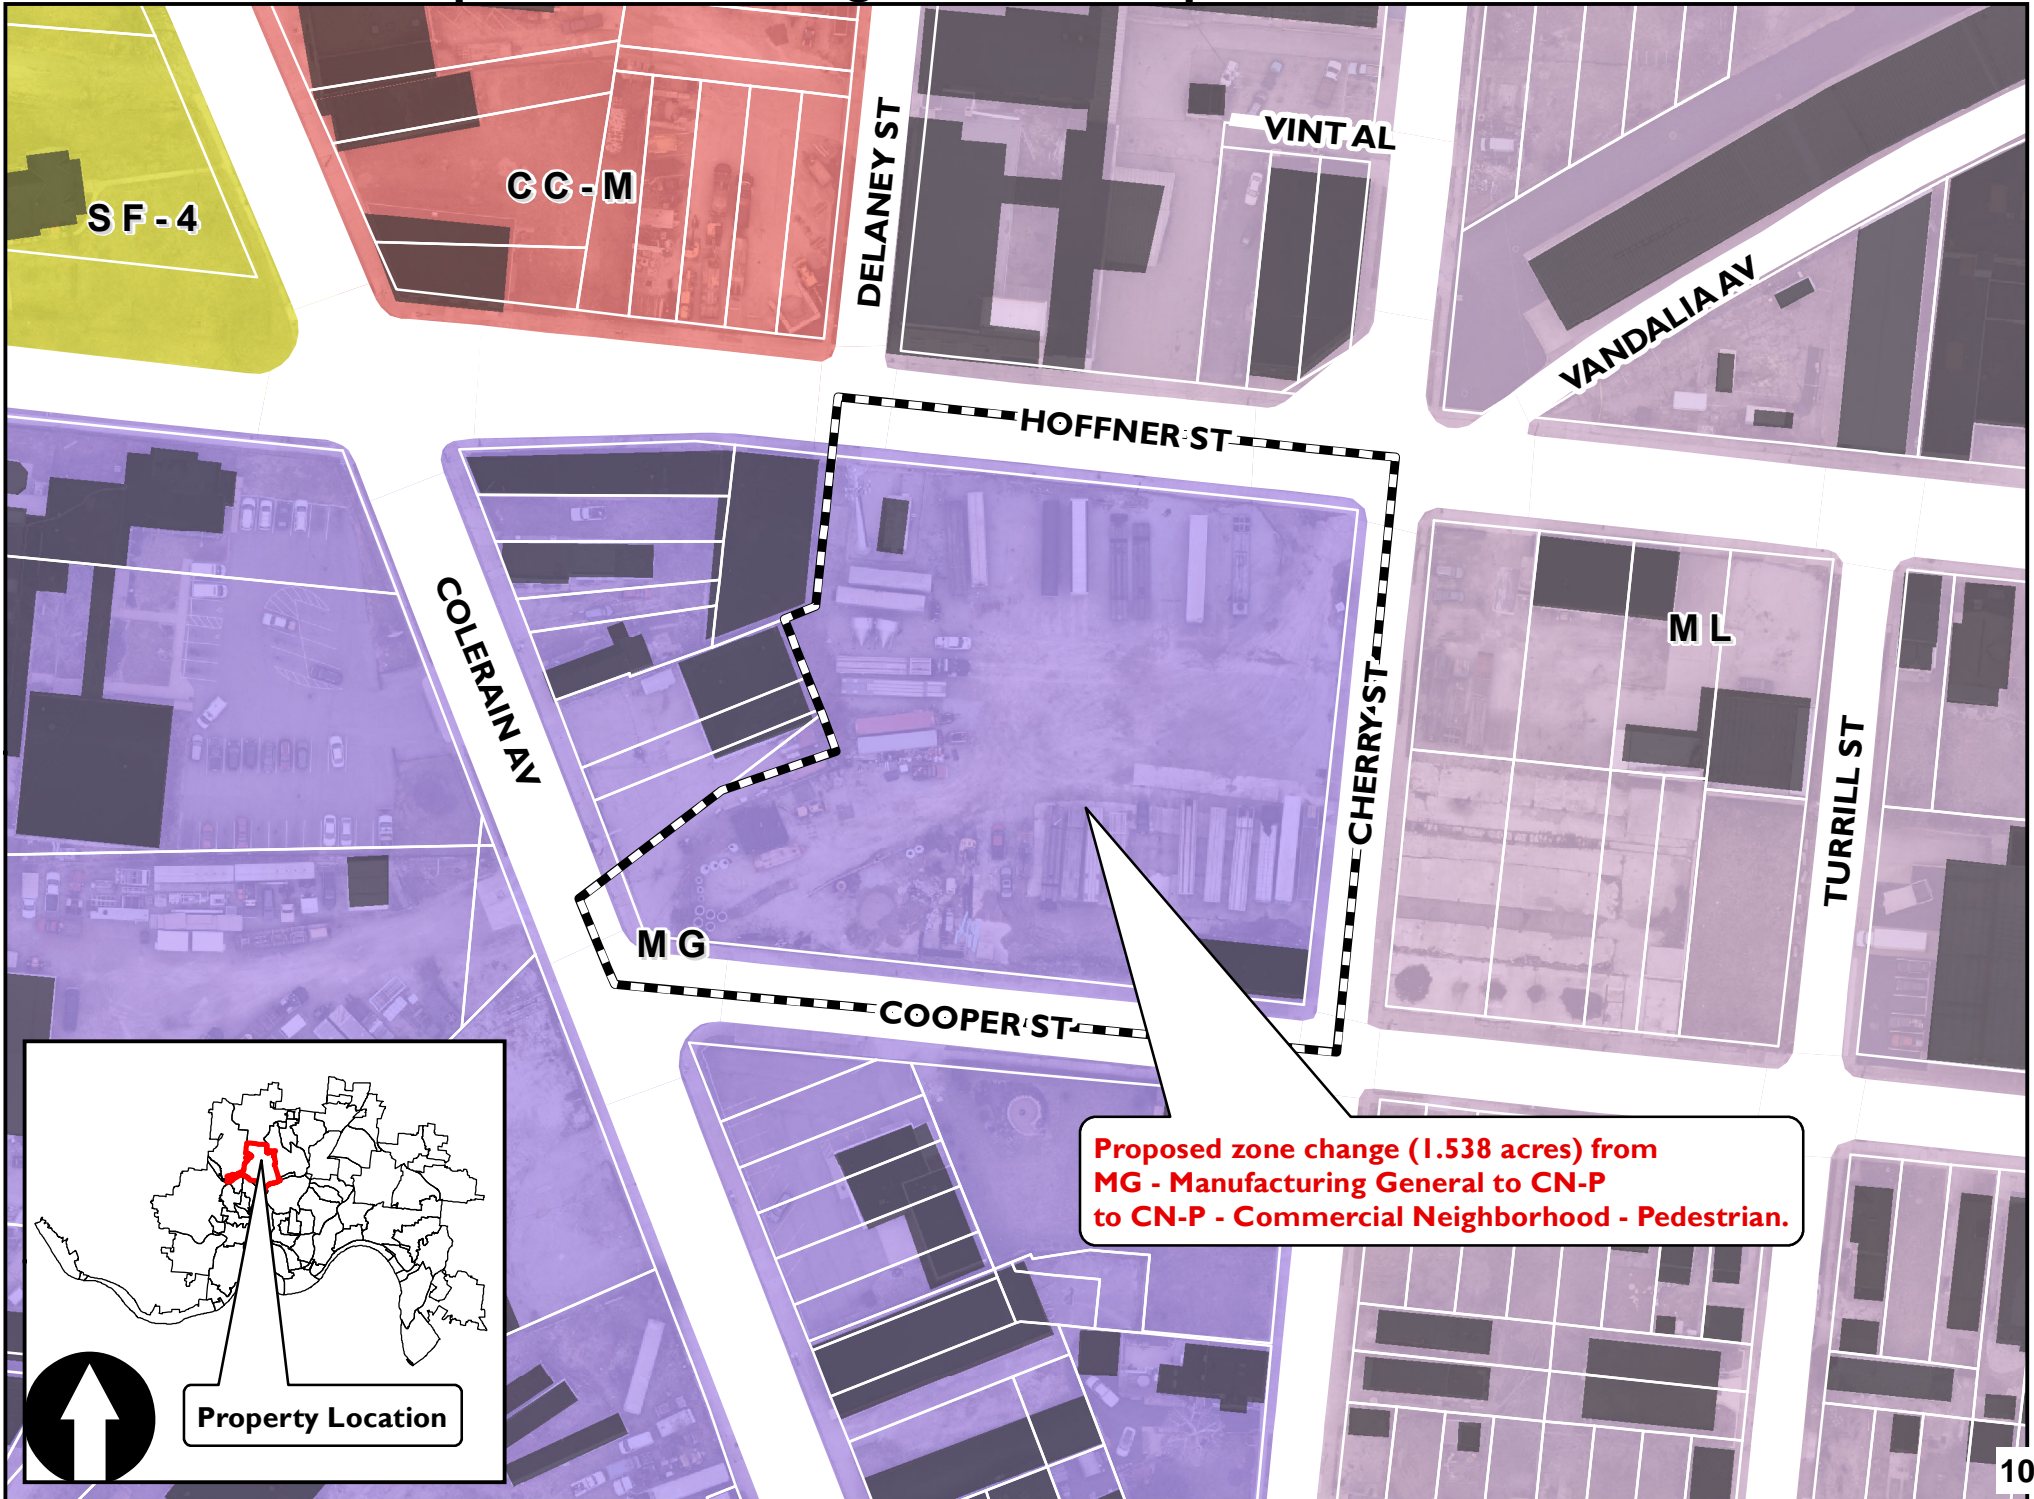 VINT AL
DELANEY ST
CC-M
SF-4
VANDALIA AV
HOFFNER ST
COLERAIN AV
ML
CHERRY ST
TURRILL ST
MG
COOPER ST
Proposed zone change (1.538 acres) from
MG - Manufacturing General to CN-P
to CN-P - Commercial Neighborhood - Pedestrian.
Property Location
10